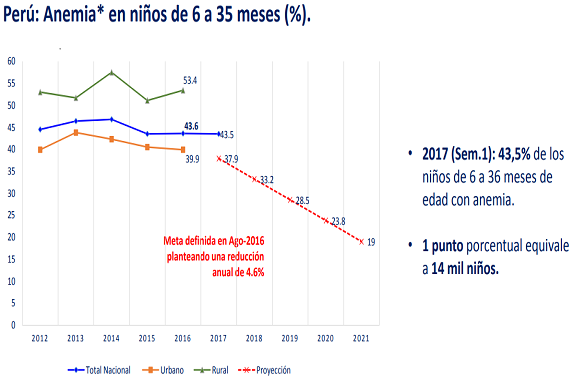 Perú: Anemia* en niños de 6 a 35 meses (%).
60
55
50
45
40
35
30
25
20
15
10
5
0
53.4
43.6
43.5
39.9
37.9
33.2
28.5
23.8
19
Meta definida en Ago-2016
planteando una reducción
anual de 4.6%
2012 2013 2014 2015 2016 2017 2018 2019 2020 2021
Total Nacional Urbano Rural Proyección
• 2017 (Sem.1): 43,5% de los
niños de 6 a 36 meses de
edad con anemia.
• 1 punto porcentual equivale
a 14 mil niños.